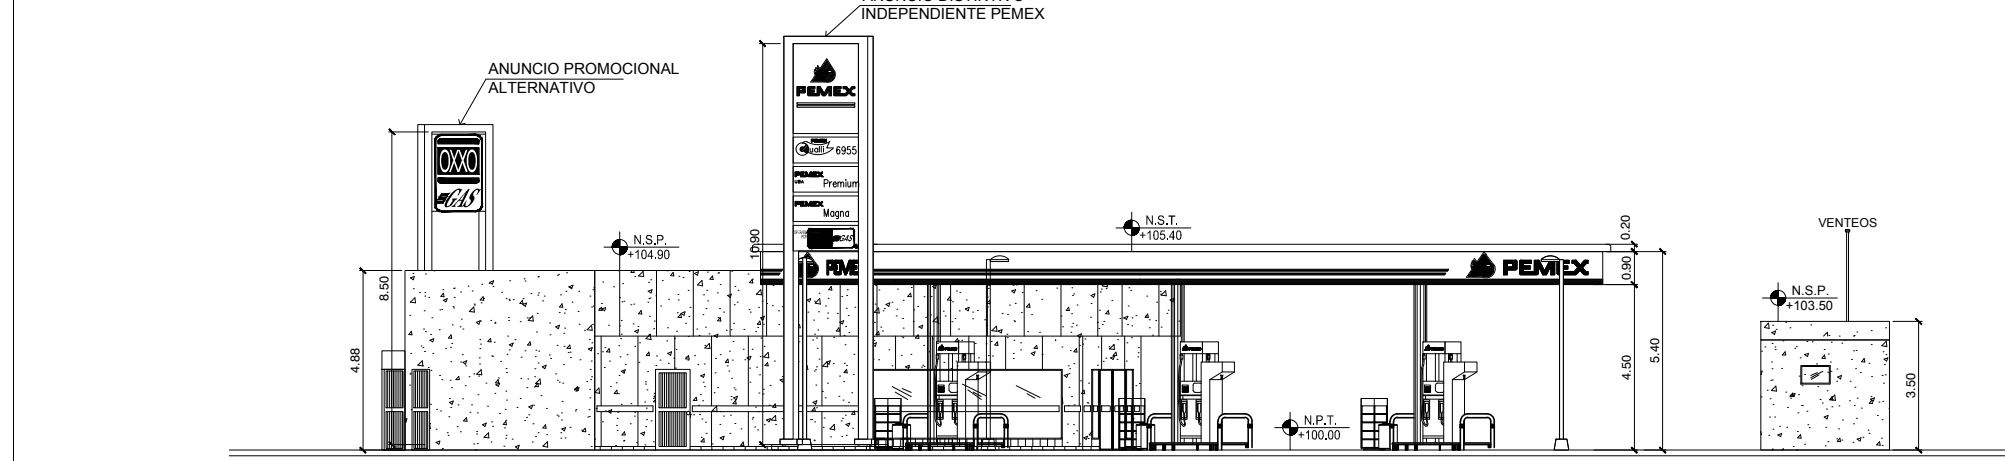 INDEPENDIENTE PEMEX
ANUNCIO PROMOCIONAL
ALTERNATIVO
PEMEX
OXXO
GAS
6955
PEMEX
Premium
PEMEX
Magna
GAS
10.90
8.50
4.88
N.S.P.
+104.90
N.S.T.
+105.40
0.20
0.90
5.40
4.50
PEMEX
VENTEOS
N.S.P.
+103.50
3.50
N.P.T.
+100.00